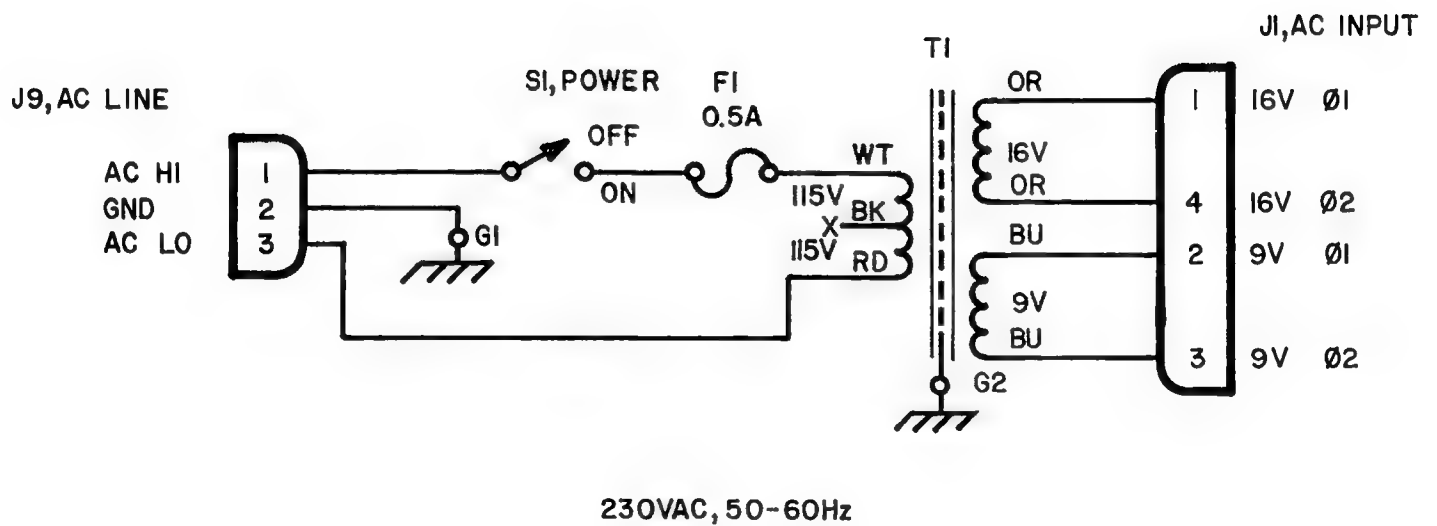 J1, AC INPUT
T1
S1, POWER
F1
0.5A
J9, AC LINE
OFF
ON
AC HI
GND
AC LO
1
2
3
G1
WT
115V
X
BK
115V
RD
OR
16V
OR
BU
9V
BU
G2
1
4
2
3
16V Ø1
16V Ø2
9V Ø1
9V Ø2
230VAC, 50-60Hz